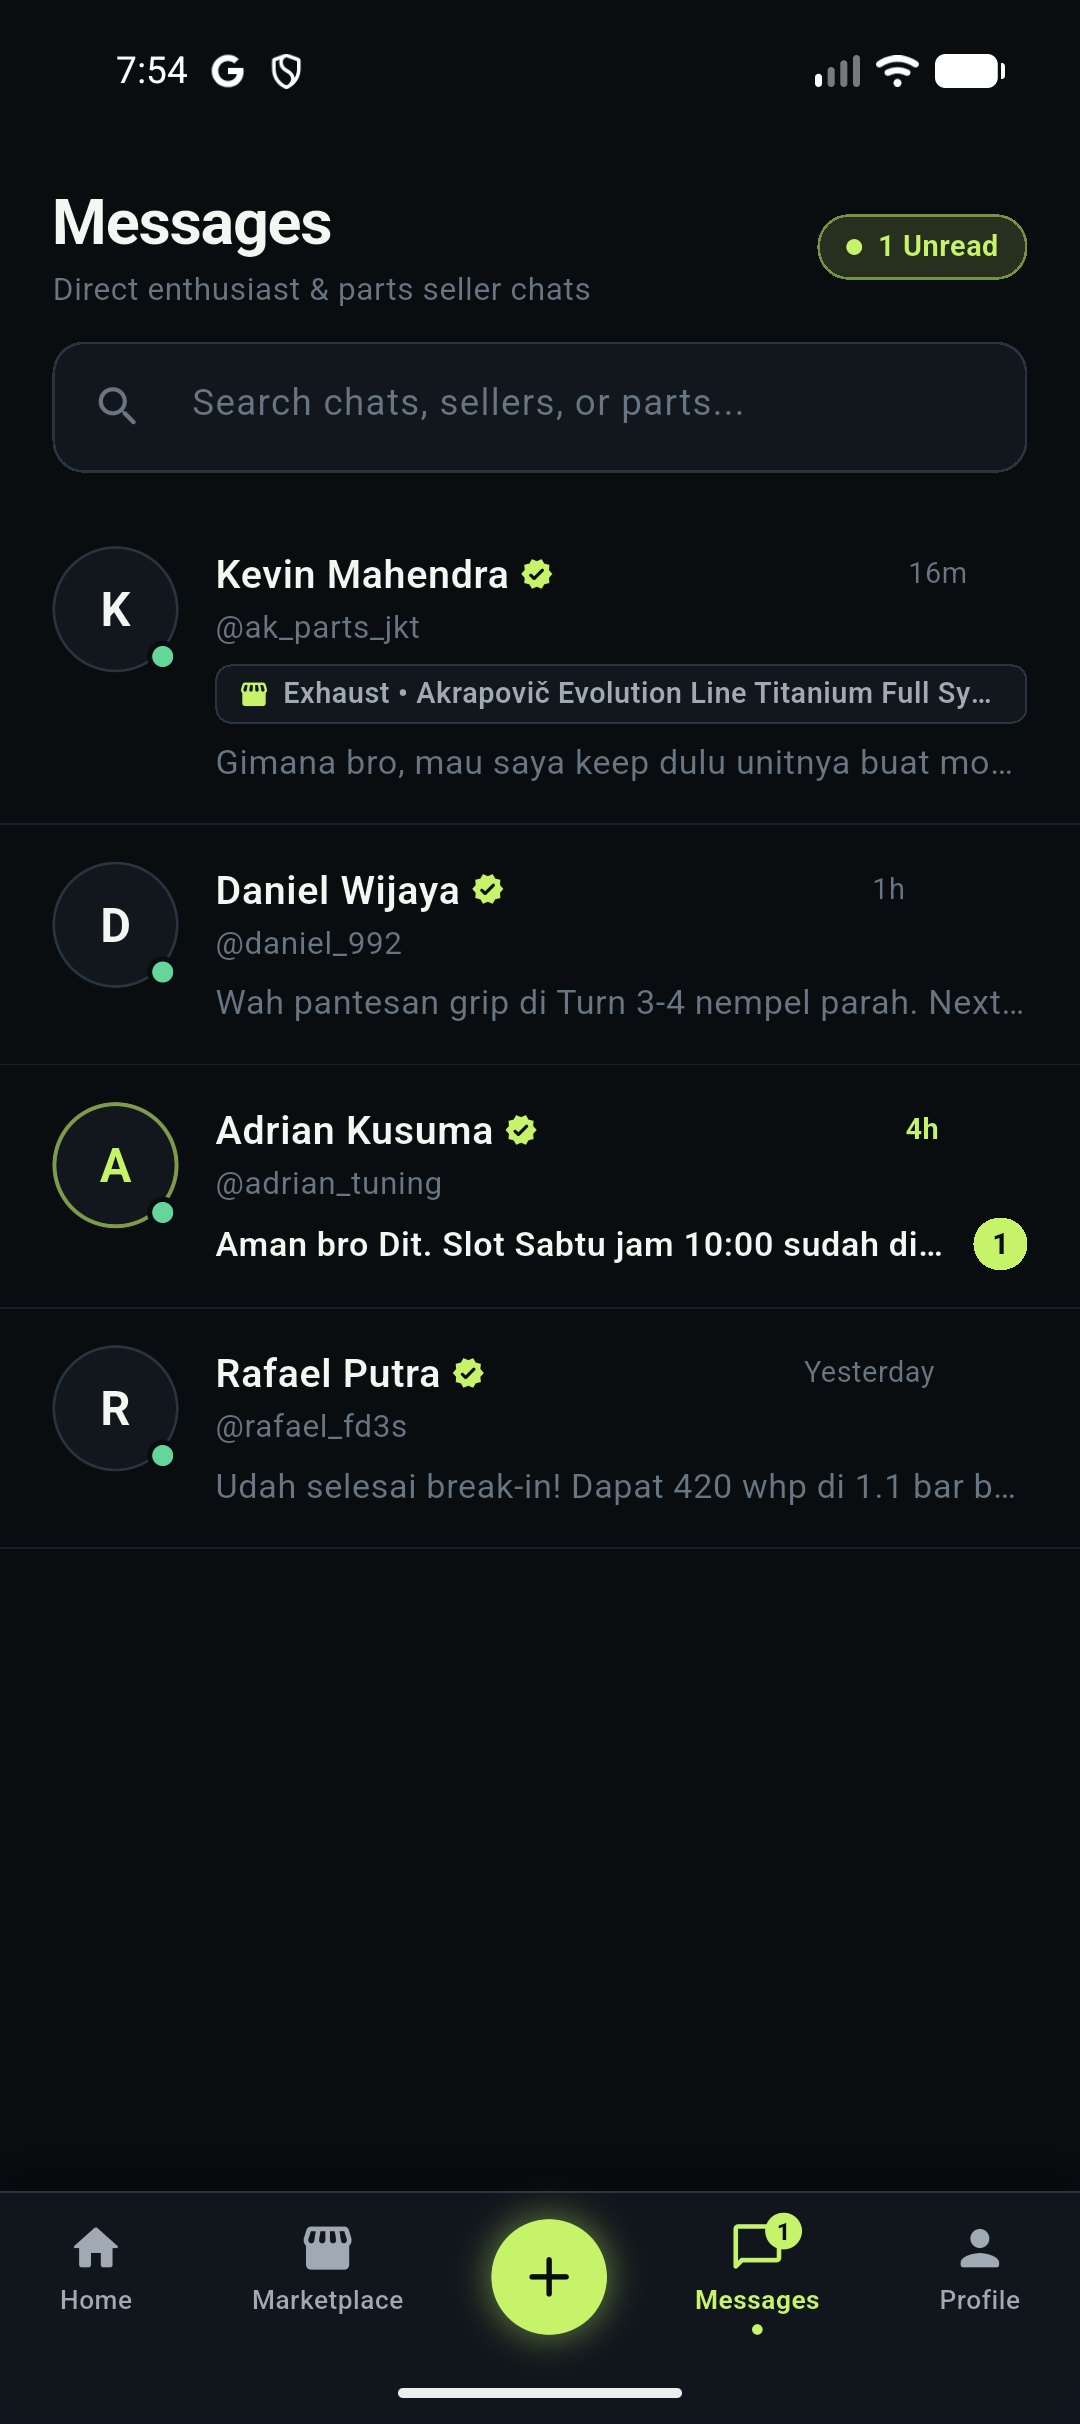 7:54
Messages
1 Unread
Direct enthusiast & parts seller chats
Search chats, sellers, or parts...
K
Kevin Mahendra
16m
@ak_parts_jkt
Exhaust • Akrapovič Evolution Line Titanium Full Sy...
Gimana bro, mau saya keep dulu unitnya buat mo...
D
Daniel Wijaya
1h
@daniel_992
Wah pantesan grip di Turn 3-4 nempel parah. Next...
A
Adrian Kusuma
4h
@adrian_tuning
Aman bro Dit. Slot Sabtu jam 10:00 sudah di...
1
R
Rafael Putra
Yesterday
@rafael_fd3s
Udah selesai break-in! Dapat 420 whp di 1.1 bar b...
1
Home
Marketplace
Messages
Profile